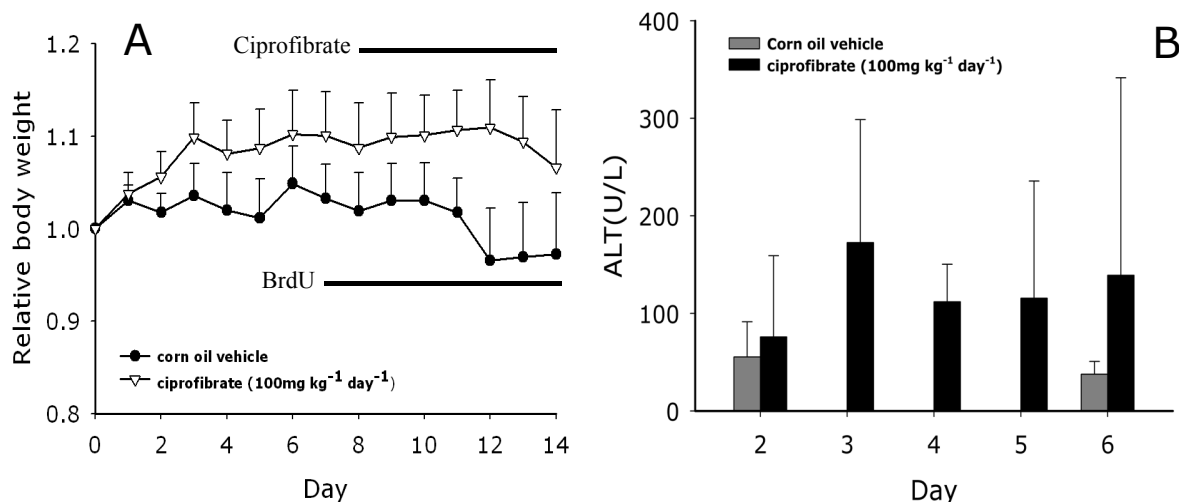 A
Ciprofibrate
Relative body weight
1.2
1.1
1.0
0.9
0.8
BrdU
corn oil vehicle
ciprofibrate (100mg kg⁻¹ day⁻¹)
0 2 4 6 8 10 12 14
Day
B
ALT(U/L)
400
300
200
100
0
Corn oil vehicle
ciprofibrate (100mg kg⁻¹ day⁻¹)
2 3 4 5 6
Day